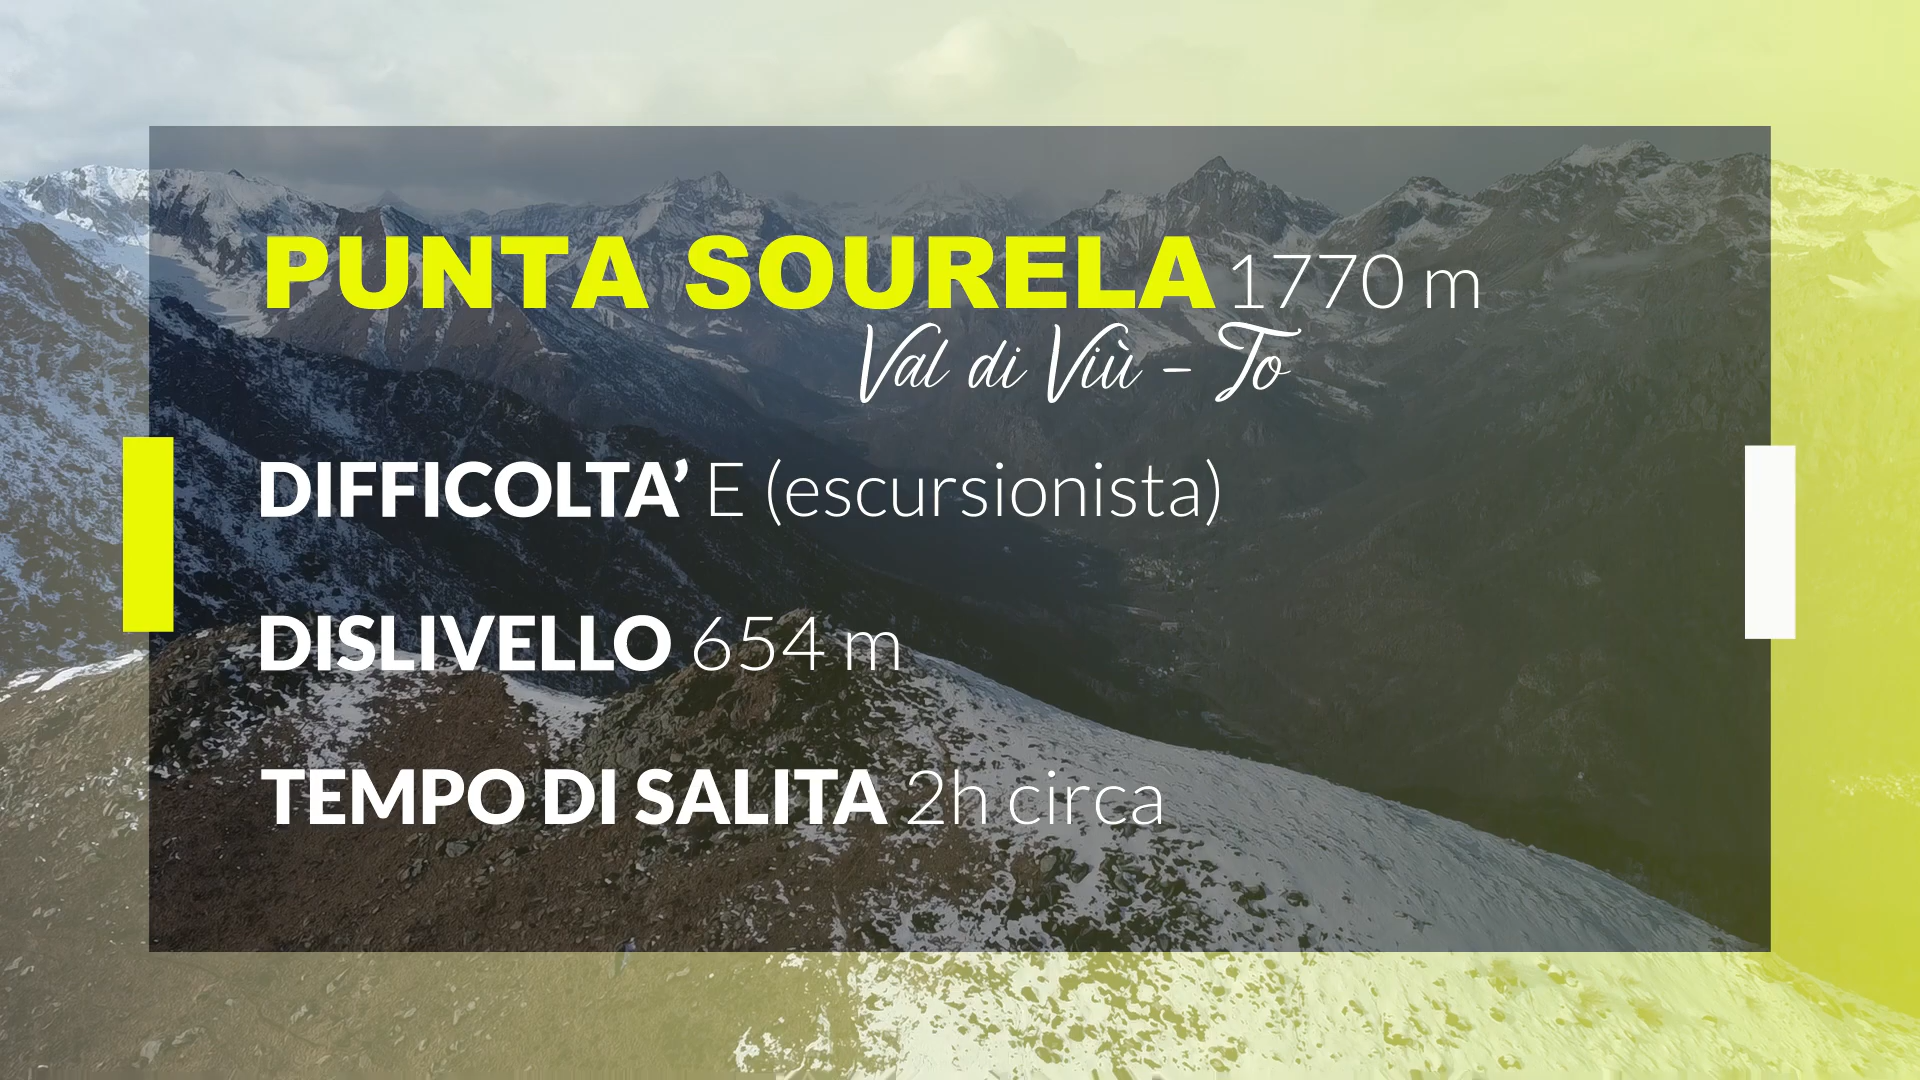 PUNTA SOURELA 1770 m
Val di Viù - To
DIFFICOLTA’ E (escursionista)
DISLIVELLO 654 m
TEMPO DI SALITA 2h circa